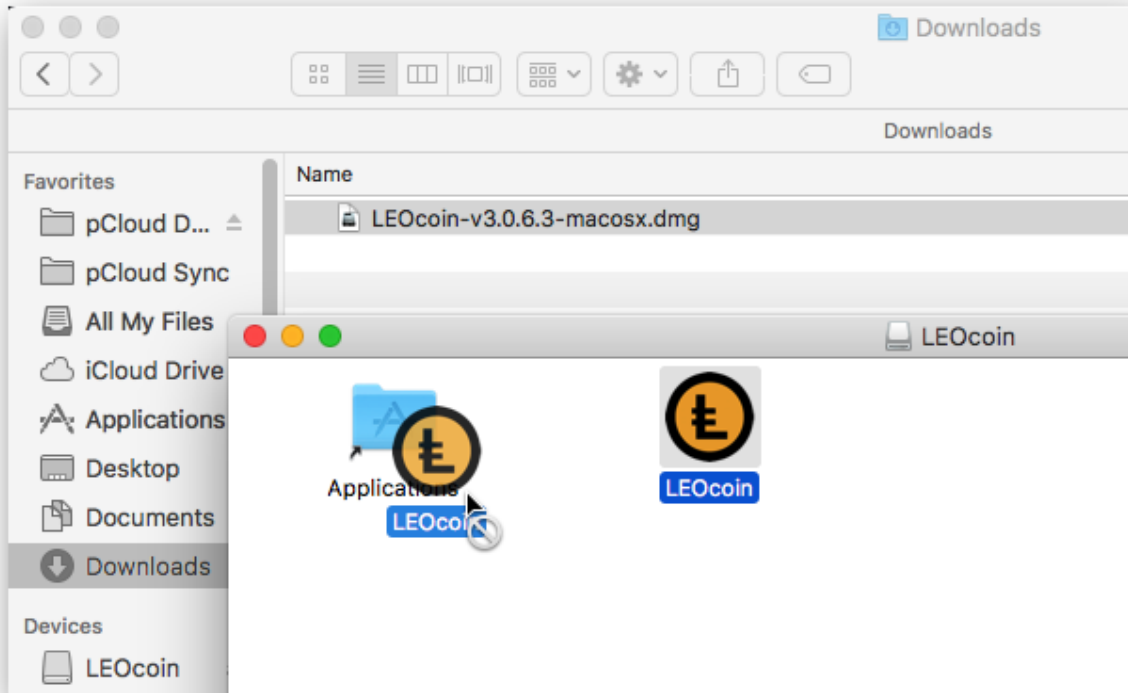 Downloads
Downloads
Favorites
pCloud D...
pCloud Sync
All My Files
iCloud Drive
Applications
Desktop
Documents
Downloads
Devices
LEOcoin
Name
LEOcoin-v3.0.6.3-macosx.dmg
LEOcoin
Applications
LEOcoin
LEOcoin